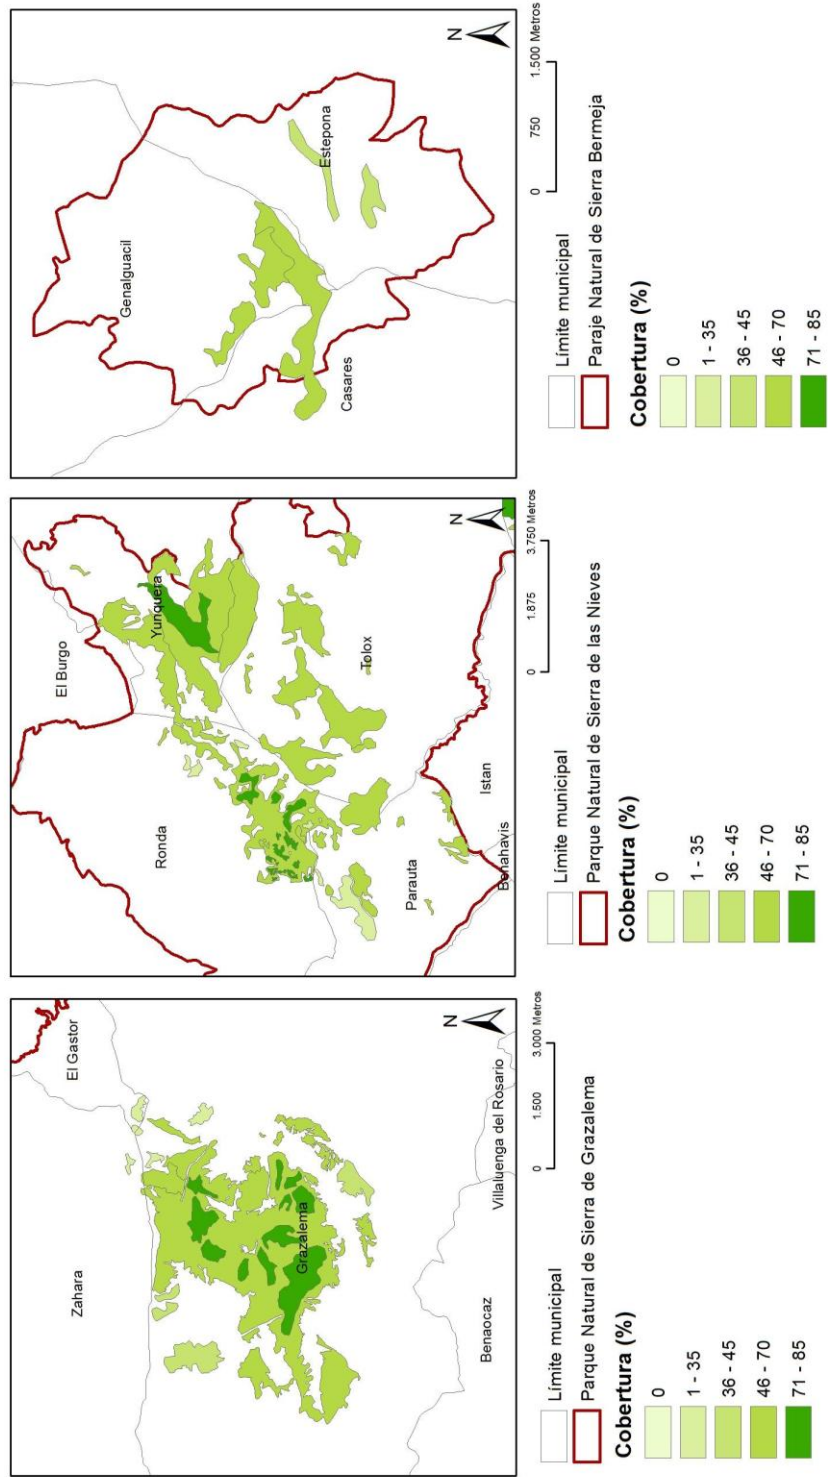 Zahara
El Gastor
Grazalema
Benaocaz
Villaluenga del Rosario
N
0 1.500 3.000 Metros
Límite municipal
Parque Natural de Sierra de Grazalema
Cobertura (%)
0
1 - 35
36 - 45
46 - 70
71 - 85
El Burgo
Ronda
Yunquera
Tolox
Parauta
Istan
Benahavis
N
0 1.875 3.750 Metros
Límite municipal
Parque Natural de Sierra de las Nieves
Cobertura (%)
0
1 - 35
36 - 45
46 - 70
71 - 85
Genalguacil
Estepona
Casares
N
0 750 1.500 Metros
Límite municipal
Paraje Natural de Sierra Bermeja
Cobertura (%)
0
1 - 35
36 - 45
46 - 70
71 - 85